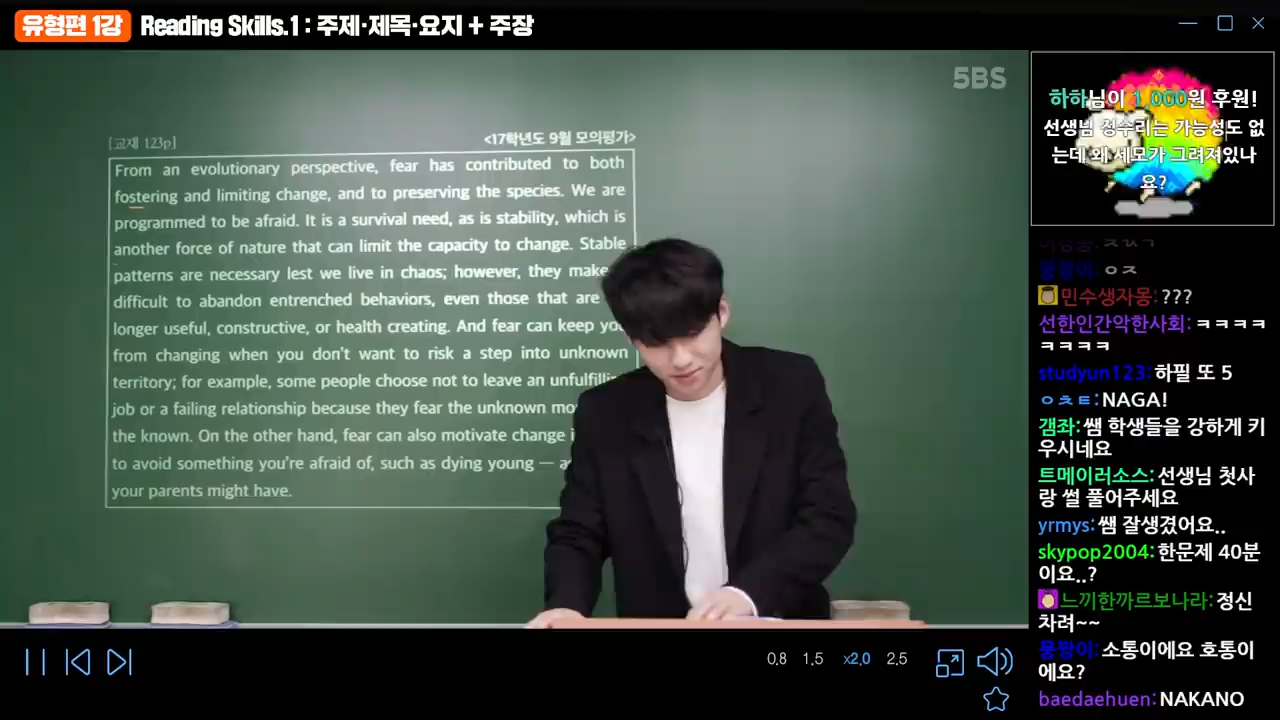 유형편 1강 Reading Skills.1 : 주제·제목·요지 + 주장
5BS
[교재 123p]
<17학년도 9월 모의평가>
From an evolutionary perspective, fear has contributed to both
fostering and limiting change, and to preserving the species. We are
programmed to be afraid. It is a survival need, as is stability, which is
another force of nature that can limit the capacity to change. Stable
patterns are necessary lest we live in chaos; however, they make
difficult to abandon entrenched behaviors, even those that are
longer useful, constructive, or health creating. And fear can keep
from changing when you don't want to risk a step into unknown
territory; for example, some people choose not to leave an
job or a failing relationship because they fear the unknown
the known. On the other hand, fear can also motivate change
to avoid something you're afraid of, such as dying young —
your parents might have.
하하님이 1,000원 후원!
선생님 정수리는 가능성도 없
는데 왜 세모가 그려져있나
요?
뭉짱이: ㅇㅈ
민수생자몽: ???
선한인간악한사회: ㅋㅋㅋㅋ
ㅋㅋㅋㅋ
studyun123: 하필 또 5
ㅇㅊㅌ: NAGA!
갬좌: 쌤 학생들을 강하게 키
우시네요
트메이러소스: 선생님 첫사
랑 썰 풀어주세요
yrmys: 쌤 잘생겼어요..
skypop2004: 한문제 40분
이요..?
느끼한까르보나라: 정신
차려~~
뭉짱이: 소통이에요 호통이
에요?
baedaehuen: NAKANO
0.8 1.5 x2.0 2.5